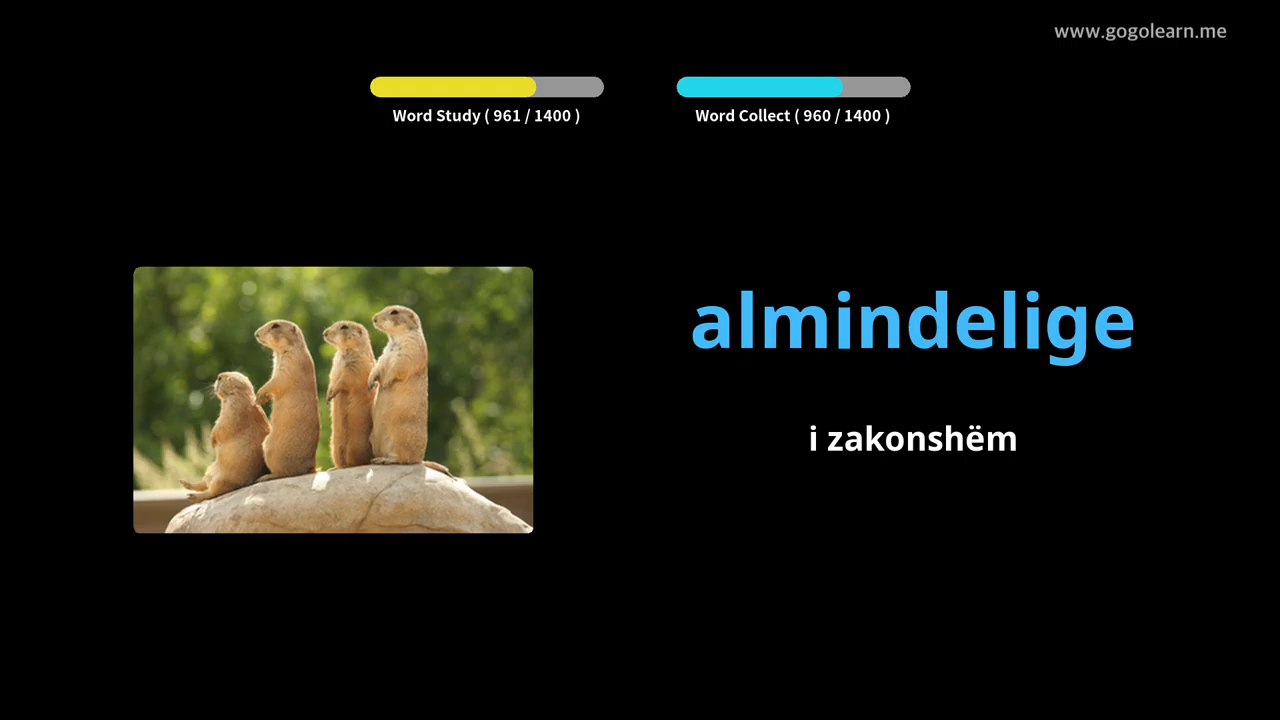 www.gogolearn.me
Word Study ( 961 / 1400 )
Word Collect ( 960 / 1400 )
almindelige
i zakonshëm